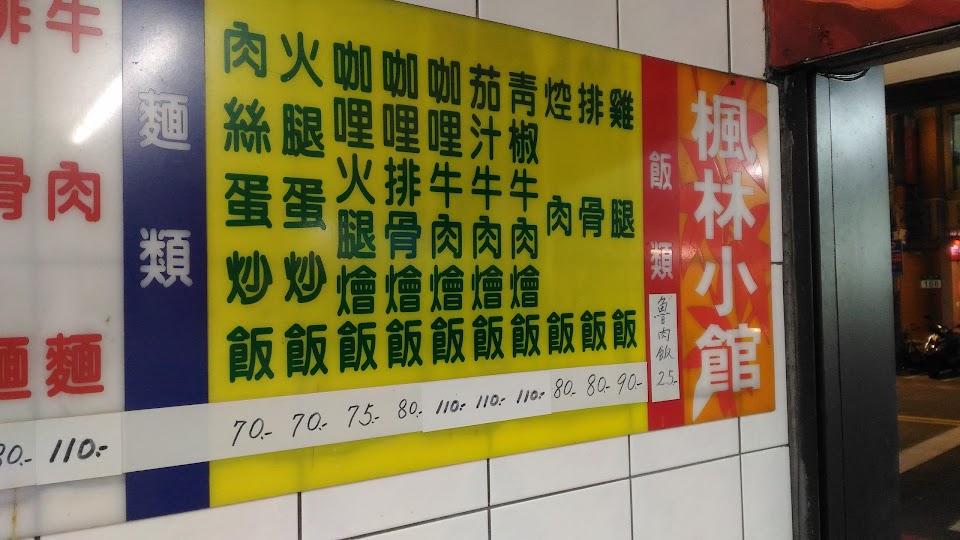 楓林小館
飯類
魯肉飯 25.-
雞腿飯 90.-
排骨飯 80.-
焢肉飯 80.-
青椒牛肉燴飯 110.-
茄汁牛肉燴飯 110.-
咖哩牛肉燴飯 110.-
咖哩排骨燴飯 80.-
咖哩火腿燴飯 75.-
火腿蛋炒飯 70.-
肉絲蛋炒飯 70.-
麵類
牛肉麵 110.-
排骨麵 80.-
188